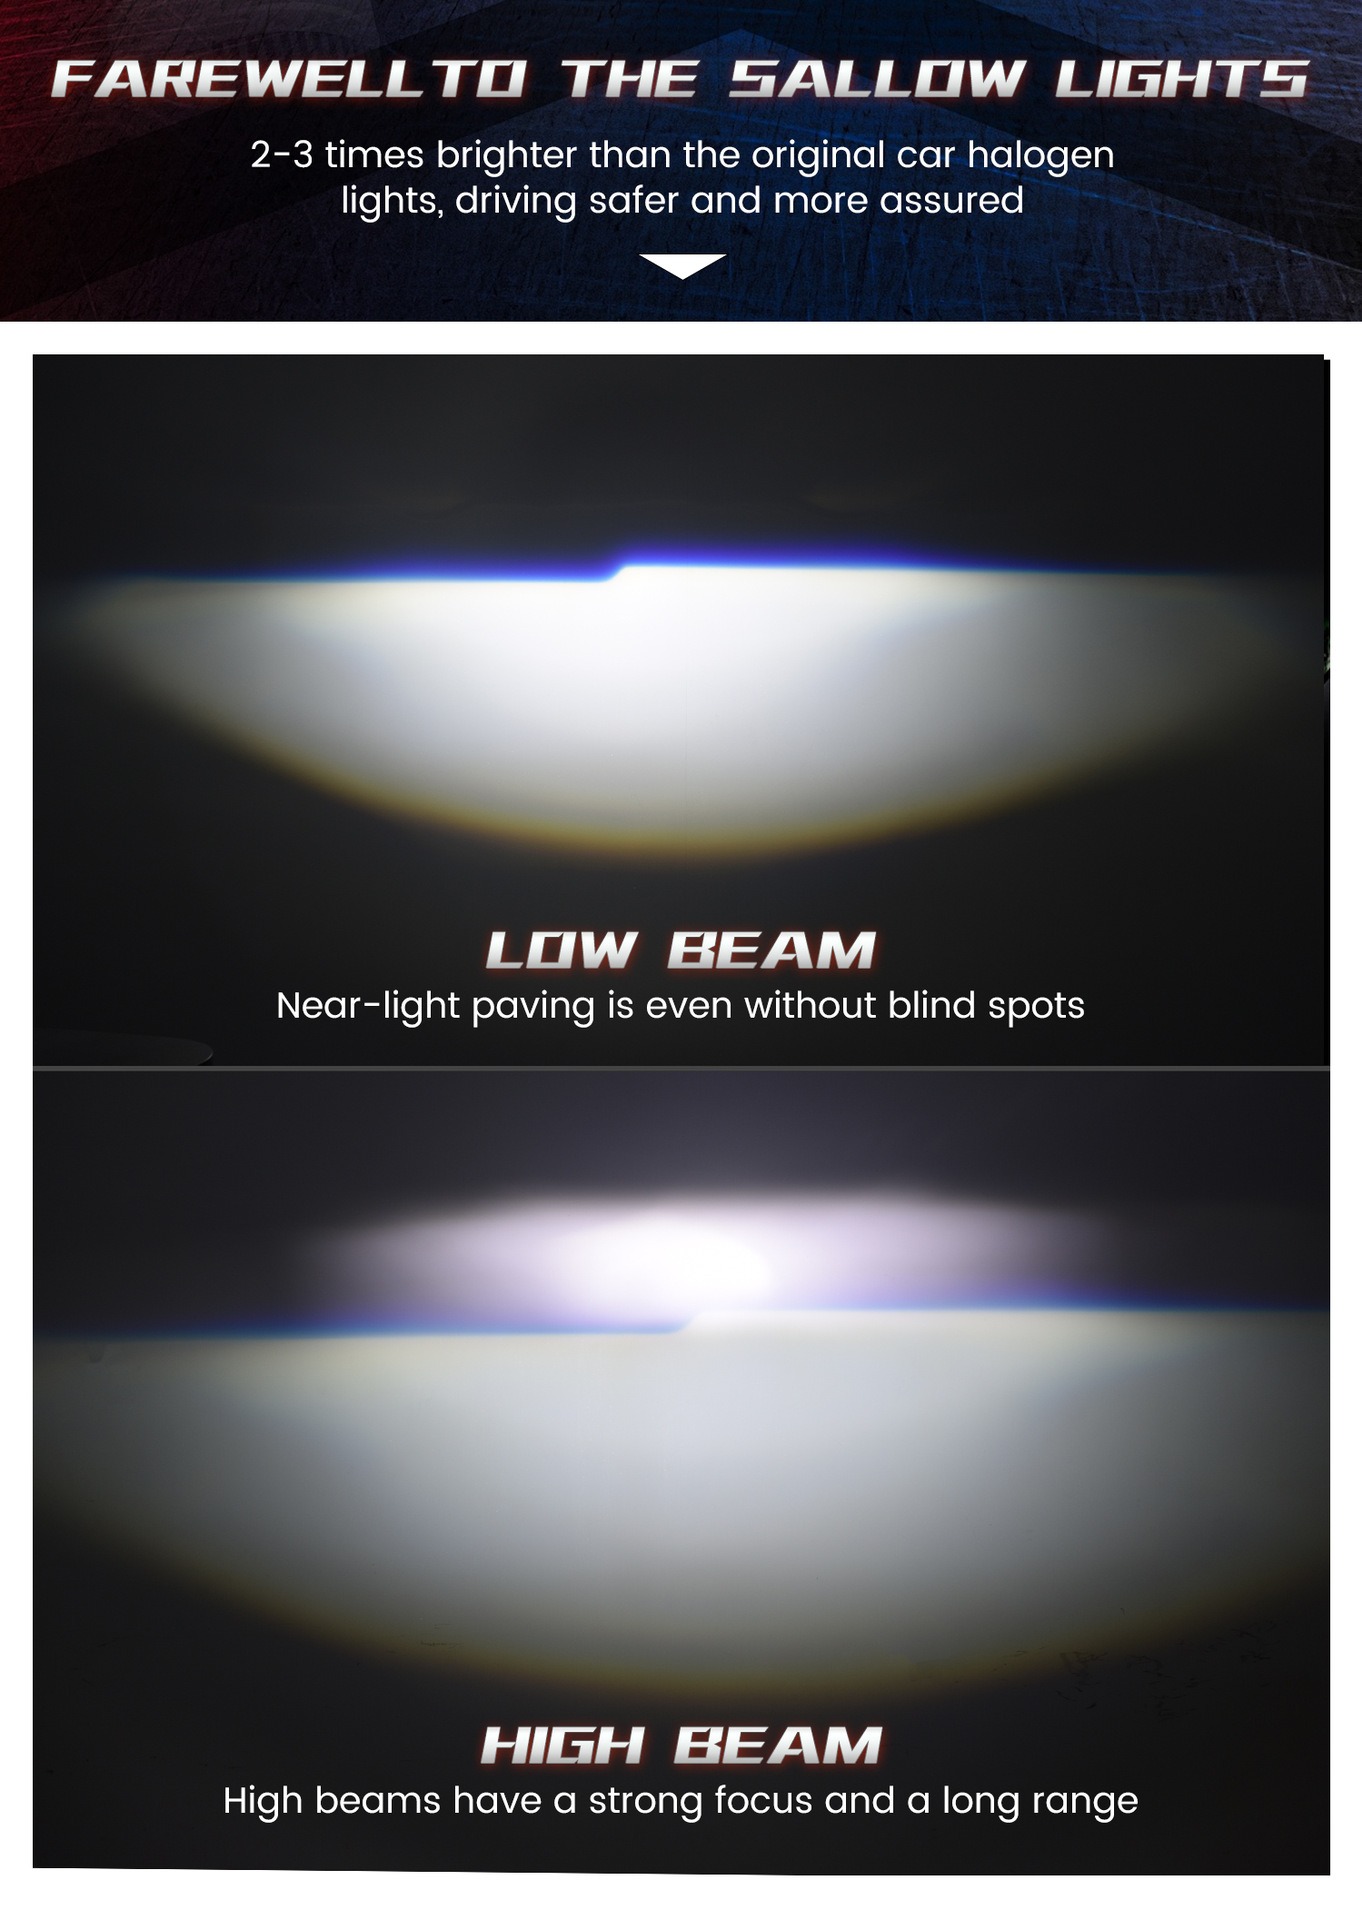 FAREWELLTO THE SALLOW LIGHTS
2-3 times brighter than the original car halogen
lights, driving safer and more assured
LOW BEAM
Near-light paving is even without blind spots
HIGH BEAM
High beams have a strong focus and a long range